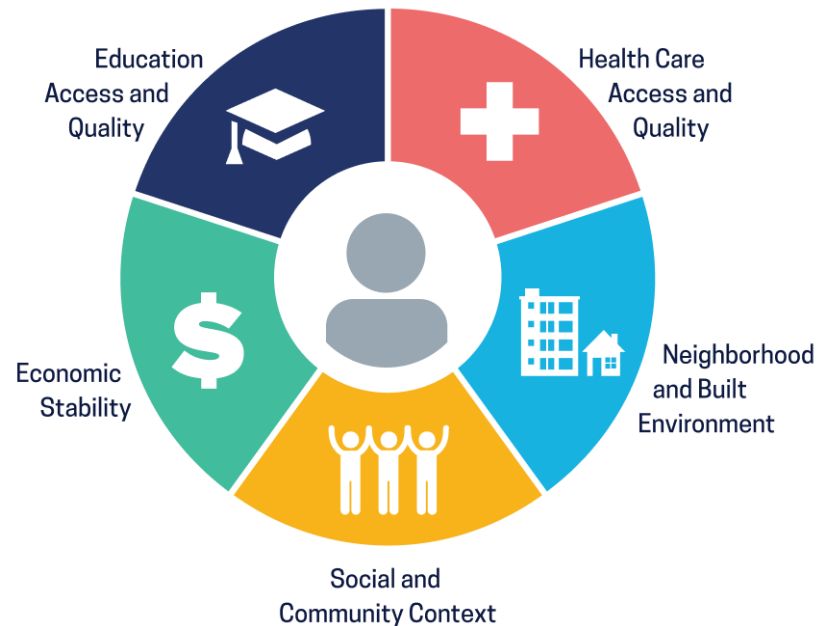 Education
Access and
Quality
Health Care
Access and
Quality
Economic
Stability
Neighborhood
and Built
Environment
Social and
Community Context